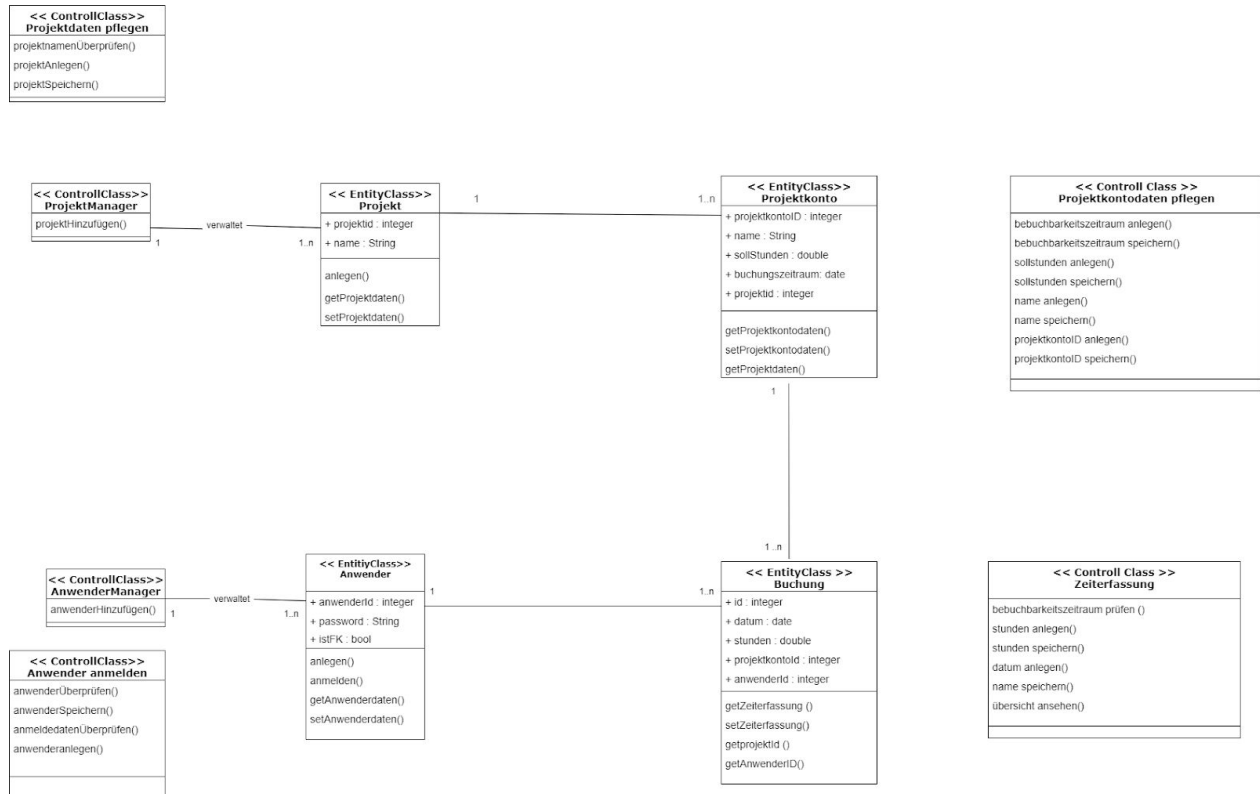 << ControllClass>>
Projektdaten pflegen
projektnamenÜberprüfen()
projektAnlegen()
projektSpeichern()
<< ControllClass>>
ProjektManager
projektHinzufügen()
1
verwaltet
1..n
<< EntityClass>>
Projekt
+ projektid : integer
+ name : String
anlegen()
getProjektdaten()
setProjektdaten()
1
1..n
<< EntityClass>>
Projektkonto
+ projektkontoID : integer
+ name : String
+ sollStunden : double
+ buchungszeitraum: date
+ projektid : integer
getProjektkontodaten()
setProjektkontodaten()
getProjektdaten()
<< Controll Class >>
Projektkontodaten pflegen
bebuchbarkeitszeitraum anlegen()
bebuchbarkeitszeitraum speichern()
sollstunden anlegen()
sollstunden speichern()
name anlegen()
name speichern()
projektkontoID anlegen()
projektkontoID speichern()
1
1..n
<< ControllClass>>
AnwenderManager
anwenderHinzufügen()
1
verwaltet
1..n
<< EntitiyClass>>
Anwender
+ anwenderId : integer
+ password : String
+ istFK : bool
anlegen()
anmelden()
getAnwenderdaten()
setAnwenderdaten()
1
1..n
<< EntityClass >>
Buchung
+ id : integer
+ datum : date
+ stunden : double
+ projektkontoId : integer
+ anwenderId : integer
getZeiterfassung ()
setZeiterfassung()
getprojektId ()
getAnwenderID()
<< Controll Class >>
Zeiterfassung
bebuchbarkeitszeitraum prüfen ()
stunden anlegen()
stunden speichern()
datum anlegen()
name speichern()
übersicht ansehen()
<< ControllClass>>
Anwender anmelden
anwenderÜberprüfen()
anwenderSpeichern()
anmeldedatenÜberprüfen()
anwenderanlegen()